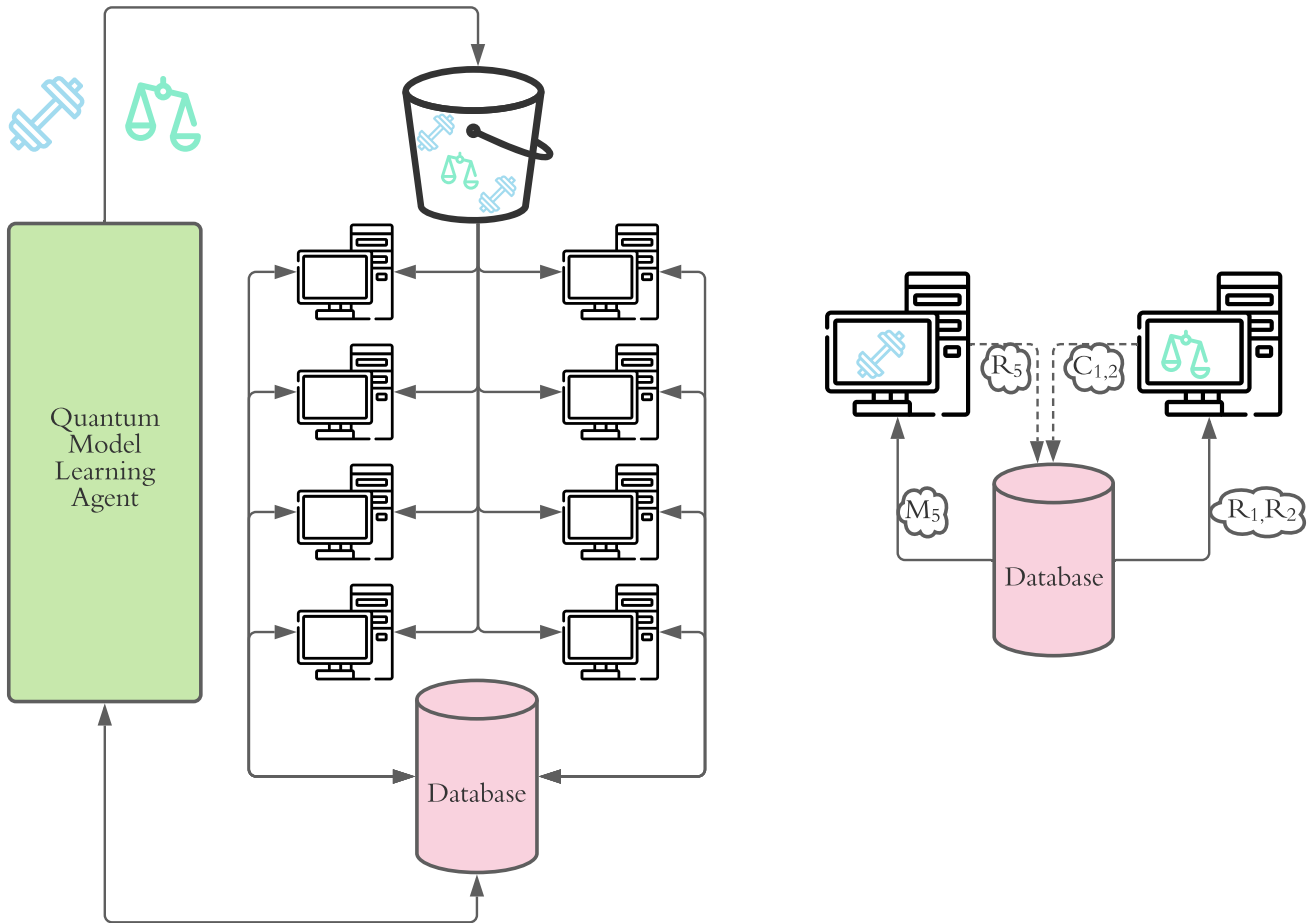 Quantum
Model
Learning
Agent
Database
R₅
C₁,₂
M₅
R₁,R₂
Database